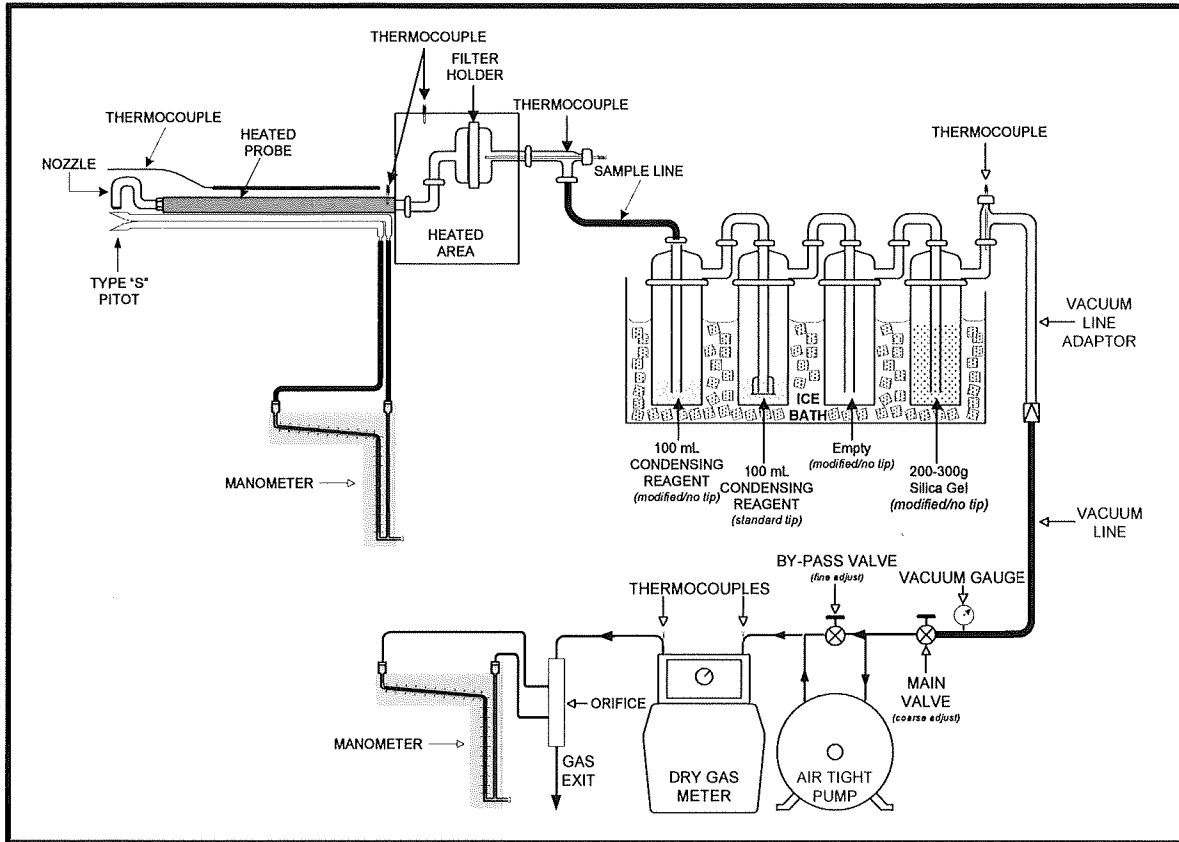 THERMOCOUPLE
FILTER
HOLDER
THERMOCOUPLE
THERMOCOUPLE
HEATED
PROBE
NOZZLE
THERMOCOUPLE
SAMPLE LINE
HEATED
AREA
TYPE "S"
PITOT
VACUUM
LINE
ADAPTOR
ICE
BATH
100 mL
CONDENSING
REAGENT
(modified/no tip)
100 mL
CONDENSING
REAGENT
(standard tip)
Empty
(modified/no tip)
200-300g
Silica Gel
(modified/no tip)
MANOMETER
VACUUM
LINE
BY-PASS VALVE
(fine adjust)
VACUUM GAUGE
THERMOCOUPLES
MAIN
VALVE
(coarse adjust)
ORIFICE
MANOMETER
GAS
EXIT
DRY GAS
METER
AIR TIGHT
PUMP